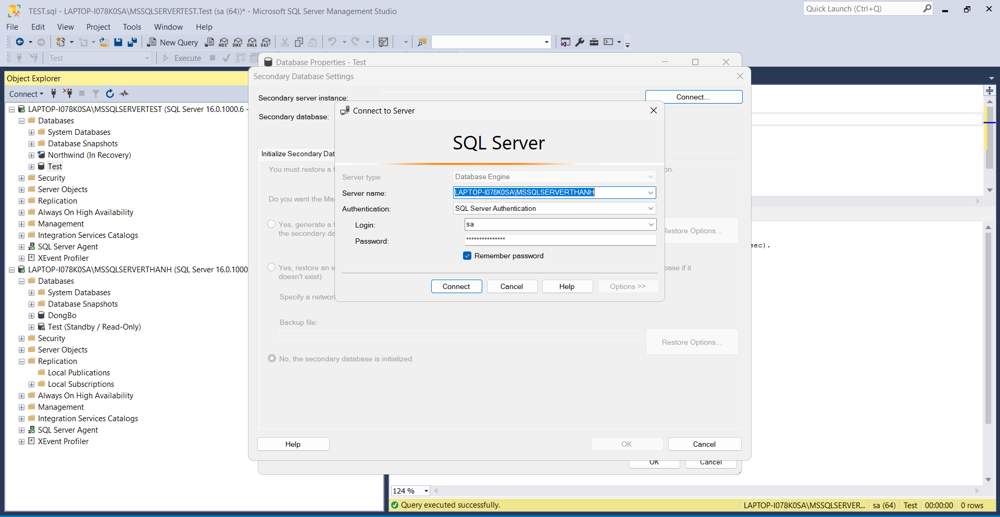 TEST.sql - LAPTOP-I078K0SA\MSSQLSERVERTEST.Test (sa (64))* - Microsoft SQL Server Management Studio
Quick Launch (Ctrl+Q)
File Edit View Project Tools Window Help
New Query MDX DMX XMLA DAX
Test Execute
Database Properties - Test
Object Explorer
Secondary Database Settings
Connect
Secondary server instance: Connect...
LAPTOP-I078K0SA\MSSQLSERVERTEST (SQL Server 16.0.1000.6 -
Connect to Server
Secondary database:
Databases
System Databases
Database Snapshots
SQL Server
Northwind (In Recovery)
Initialize Secondary Dat
Test
You must restore a f on.
Security
Server type: Database Engine
Server Objects
Server name: LAPTOP-I078K0SA\MSSQLSERVERTHANH
Replication
Do you want the Ma
Authentication: SQL Server Authentication
Always On High Availability
Management
Yes, generate a f
the secondary da
Login: sa
Restore Options...
Integration Services Catalogs
Password: ***************
SQL Server Agent
sec).
XEvent Profiler
Remember password
LAPTOP-I078K0SA\MSSQLSERVERTHANH (SQL Server 16.0.1000
Yes, restore an e base if it
doesn't exist)
Databases
Connect Cancel Help Options >>
System Databases
Specify a networ
Database Snapshots
DongBo
Backup file:
Test (Standby / Read-Only)
Security
Restore Options...
Server Objects
Replication
No, the secondary database is initialized.
Local Publications
Local Subscriptions
Always On High Availability
Management
Integration Services Catalogs
SQL Server Agent
XEvent Profiler
Help OK Cancel
OK Cancel
124 %
Query executed successfully. LAPTOP-I078K0SA\MSSQLSERVER... sa (64) Test 00:00:00 0 rows